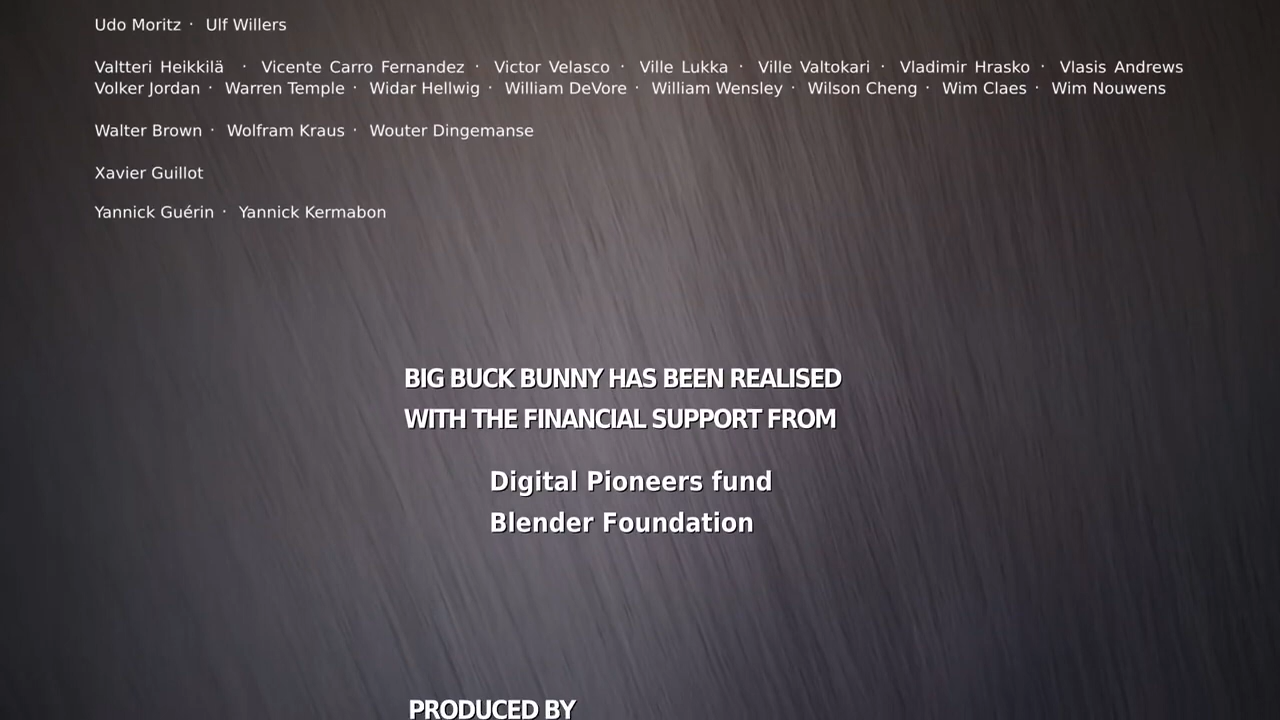 Udo Moritz · Ulf Willers
Valtteri Heikkilä · Vicente Carro Fernandez · Victor Velasco · Ville Lukka · Ville Valtokari · Vladimir Hrasko · Vlasis Andrews
Volker Jordan · Warren Temple · Widar Hellwig · William DeVore · William Wensley · Wilson Cheng · Wim Claes · Wim Nouwens
Walter Brown · Wolfram Kraus · Wouter Dingemanse
Xavier Guillot
Yannick Guérin · Yannick Kermabon
BIG BUCK BUNNY HAS BEEN REALISED
WITH THE FINANCIAL SUPPORT FROM
Digital Pioneers fund
Blender Foundation
PRODUCED BY